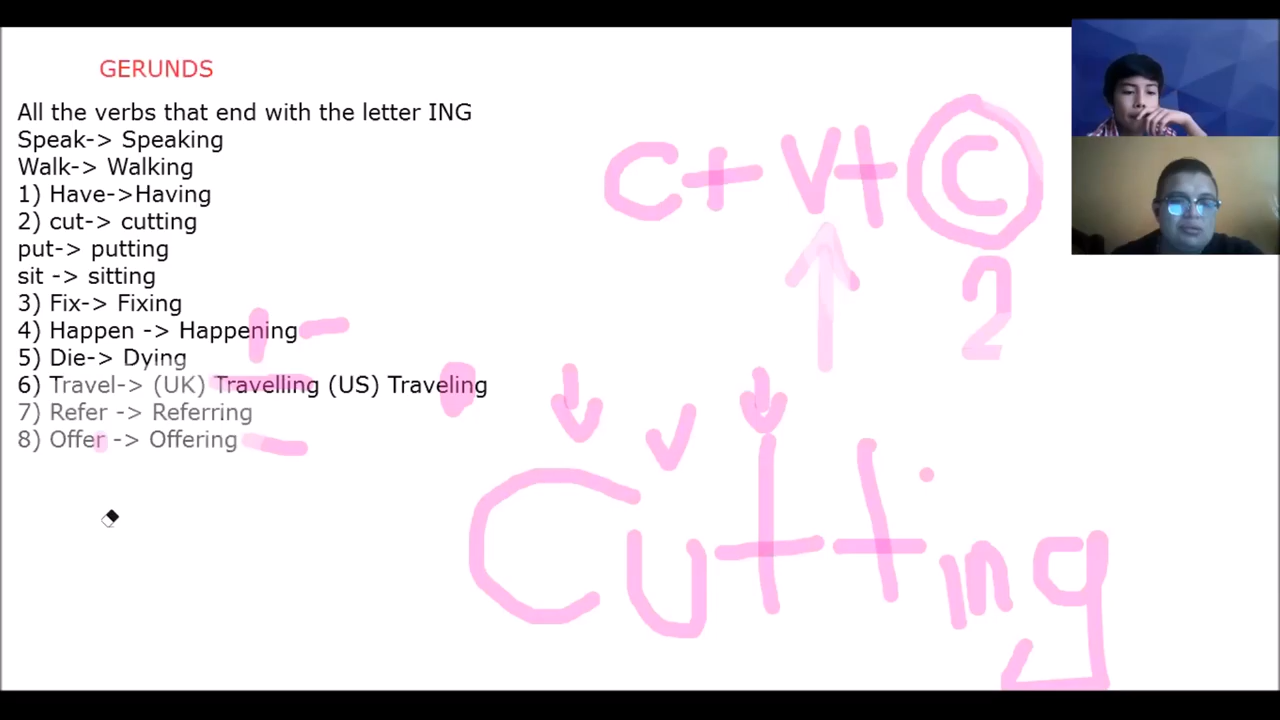 GERUNDS
All the verbs that end with the letter ING
Speak-> Speaking
Walk-> Walking
1) Have->Having
2) cut-> cutting
put-> putting
sit -> sitting
3) Fix-> Fixing
4) Happen -> Happening
5) Die-> Dying
6) Travel-> (UK) Travelling (US) Traveling
7) Refer -> Referring
8) Offer -> Offering
C+V+C
2
Cutting